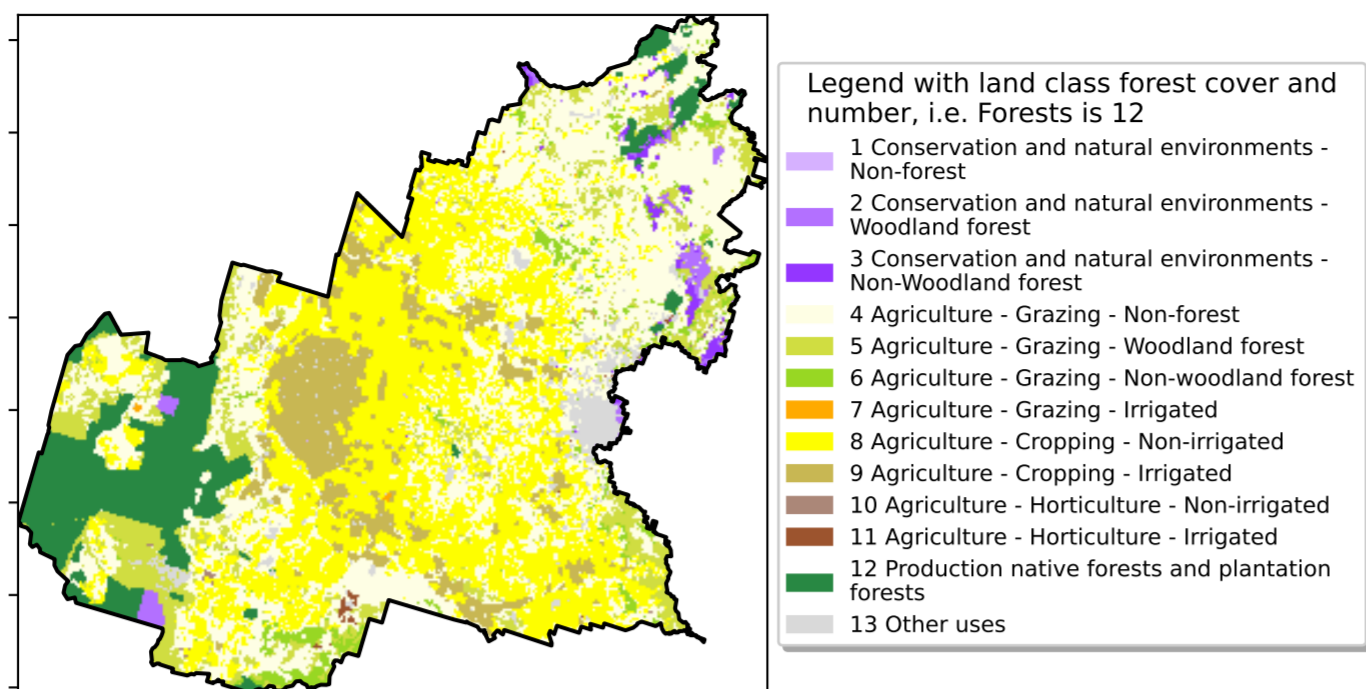 Legend with land class forest cover and
number, i.e. Forests is 12
1 Conservation and natural environments -
Non-forest
2 Conservation and natural environments -
Woodland forest
3 Conservation and natural environments -
Non-Woodland forest
4 Agriculture - Grazing - Non-forest
5 Agriculture - Grazing - Woodland forest
6 Agriculture - Grazing - Non-woodland forest
7 Agriculture - Grazing - Irrigated
8 Agriculture - Cropping - Non-irrigated
9 Agriculture - Cropping - Irrigated
10 Agriculture - Horticulture - Non-irrigated
11 Agriculture - Horticulture - Irrigated
12 Production native forests and plantation
forests
13 Other uses